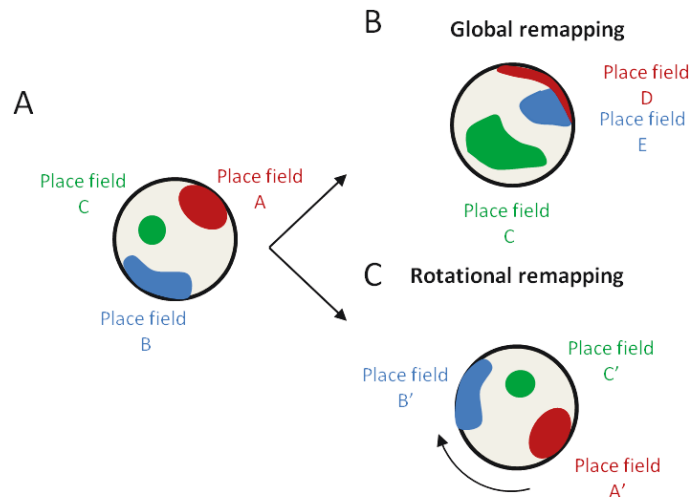 A
Place field
C
Place field
A
Place field
B
B
Global remapping
Place field
D
Place field
E
Place field
C
C
Rotational remapping
Place field
B′
Place field
C′
Place field
A′